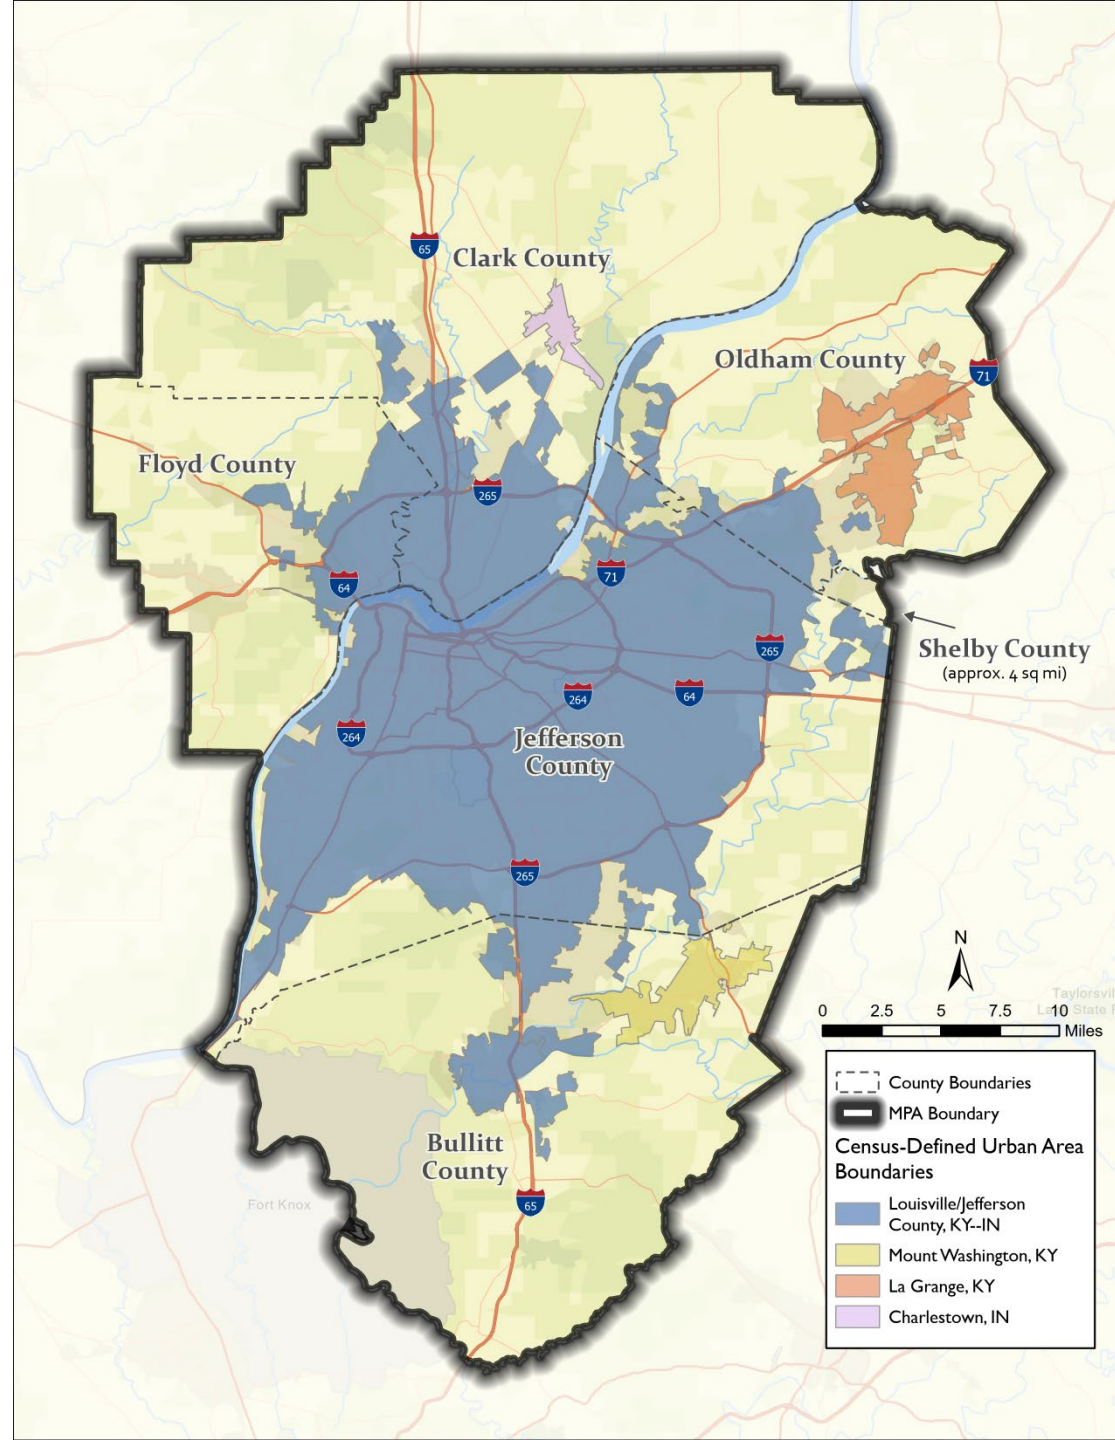 65
Clark County
Oldham County
71
Floyd County
265
64
71
Shelby County
(approx. 4 sq mi)
265
264
64
264
Jefferson
County
265
N
Taylorsvil
0 2.5 5 7.5 10
Miles
County Boundaries
MPA Boundary
Census-Defined Urban Area
Boundaries
Louisville/Jefferson
County, KY--IN
Mount Washington, KY
La Grange, KY
Charlestown, IN
Bullitt
County
Fort Knox
65